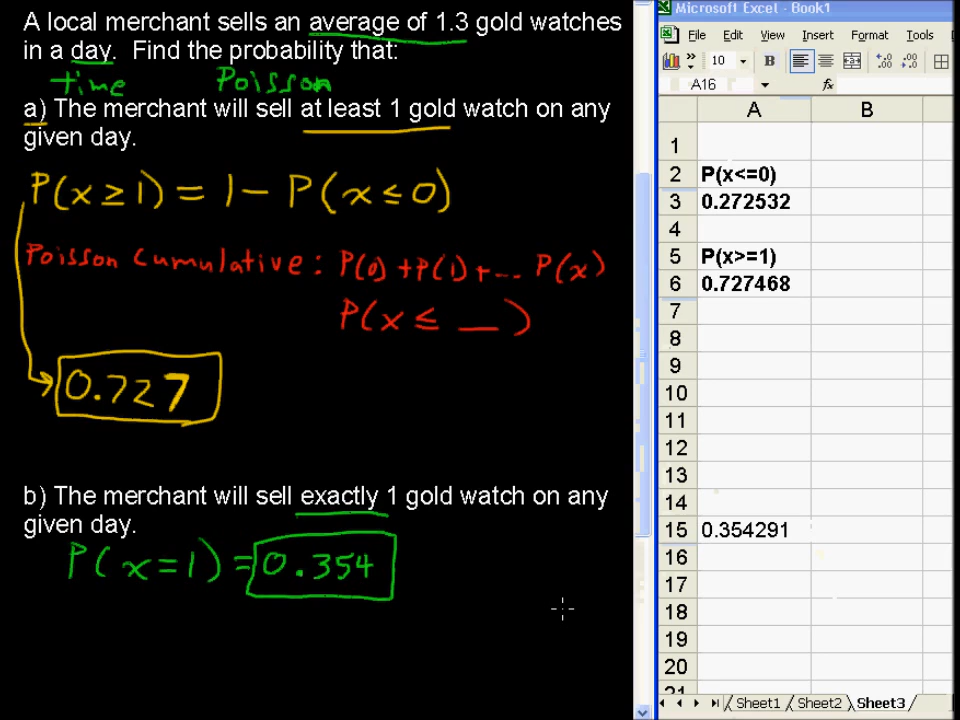 A local merchant sells an average of 1.3 gold watches
in a day. Find the probability that:
time Poisson
a) The merchant will sell at least 1 gold watch on any
given day.
P(x ≥ 1) = 1 - P(x ≤ 0)
Poisson Cumulative: P(0) + P(1) + ... P(x)
P(x ≤ __)
0.727
b) The merchant will sell exactly 1 gold watch on any
given day.
P(x = 1) = 0.354
Microsoft Excel - Book1
File Edit View Insert Format Tools
10 B
A16 fx
A B
1
2 P(x<=0)
3 0.272532
4
5 P(x>=1)
6 0.727468
7
8
9
10
11
12
13
14
15 0.354291
16
17
18
19
20
21
Sheet1 Sheet2 Sheet3